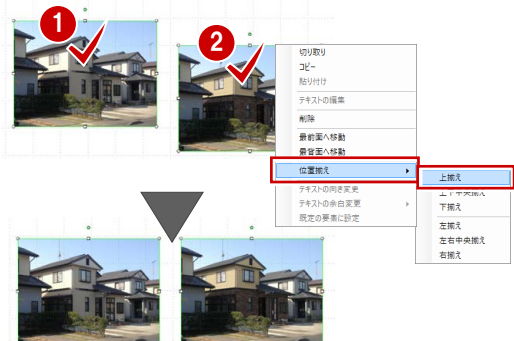 1
2
切り取り
コピー
貼り付け
テキストの編集
削除
最前面へ移動
最背面へ移動
位置揃え
テキストの向き変更
テキストの余白変更
既定の要素に設定
上揃え
上下中央揃え
下揃え
左揃え
左右中央揃え
右揃え